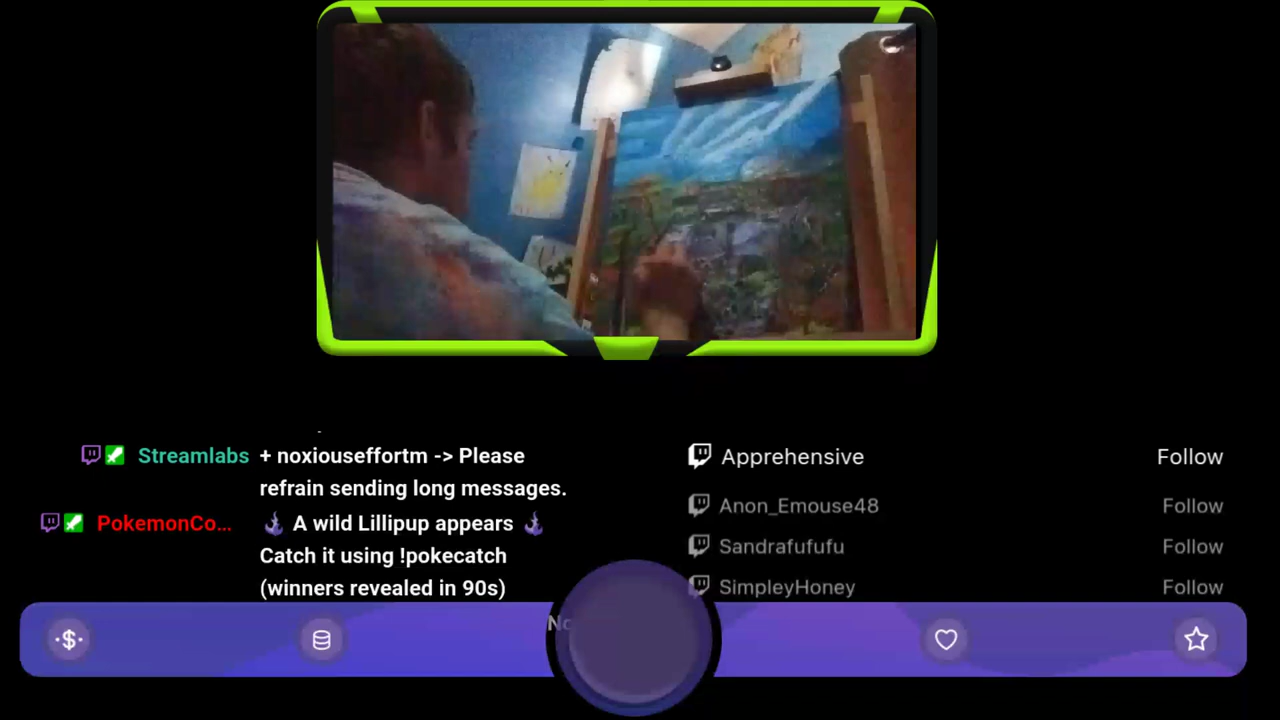 Streamlabs + noxiouseffortm -> Please
refrain sending long messages.
PokemonCo... A wild Lillipup appears
Catch it using !pokecatch
(winners revealed in 90s)
Apprehensive Follow
Anon_Emouse48 Follow
Sandrafufufu Follow
SimpleyHoney Follow